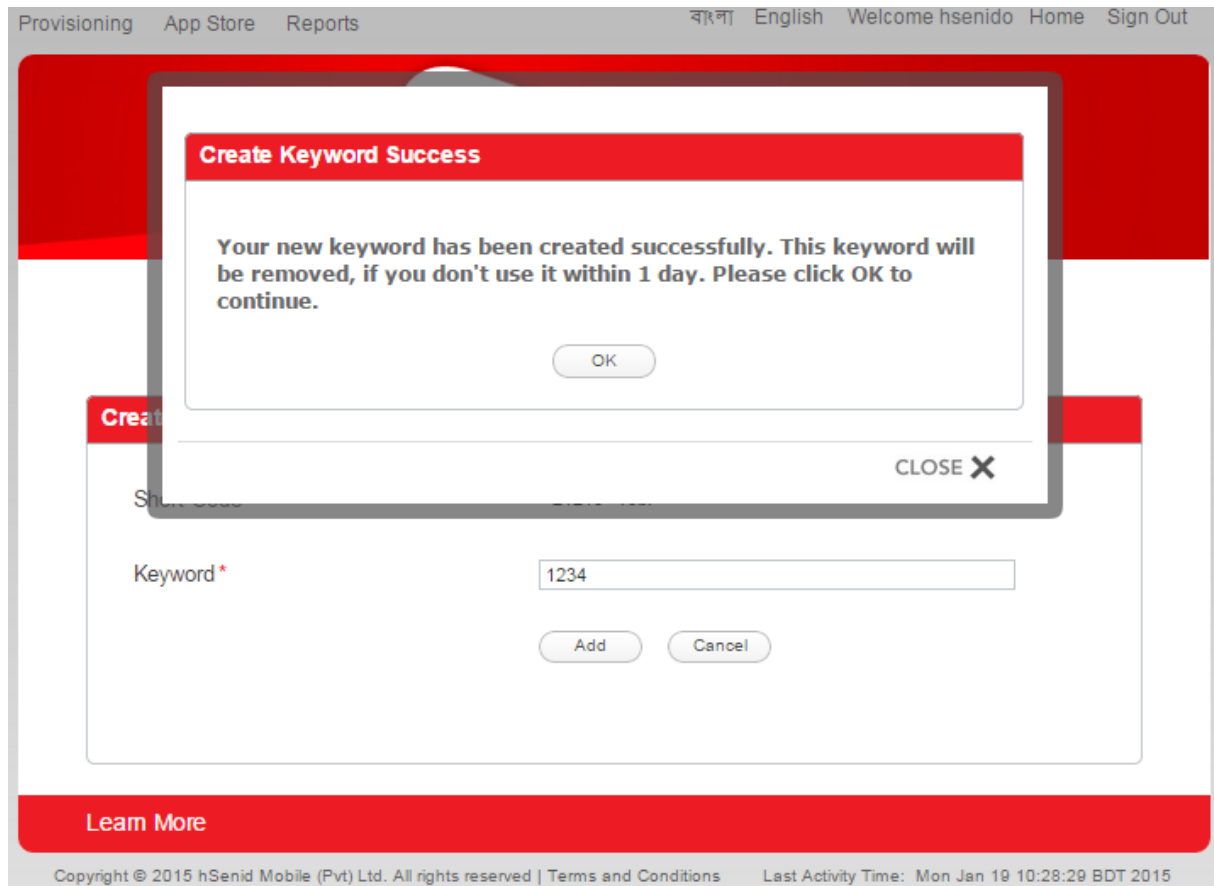 Provisioning App Store Reports বাংলা English Welcome hsenido Home Sign Out
Create Keyword Success
Your new keyword has been created successfully. This keyword will
be removed, if you don't use it within 1 day. Please click OK to
continue.
OK
Creat
CLOSE
Short Code
Keyword *
1234
Add Cancel
Learn More
Copyright © 2015 hSenid Mobile (Pvt) Ltd. All rights reserved | Terms and Conditions Last Activity Time: Mon Jan 19 10:28:29 BDT 2015